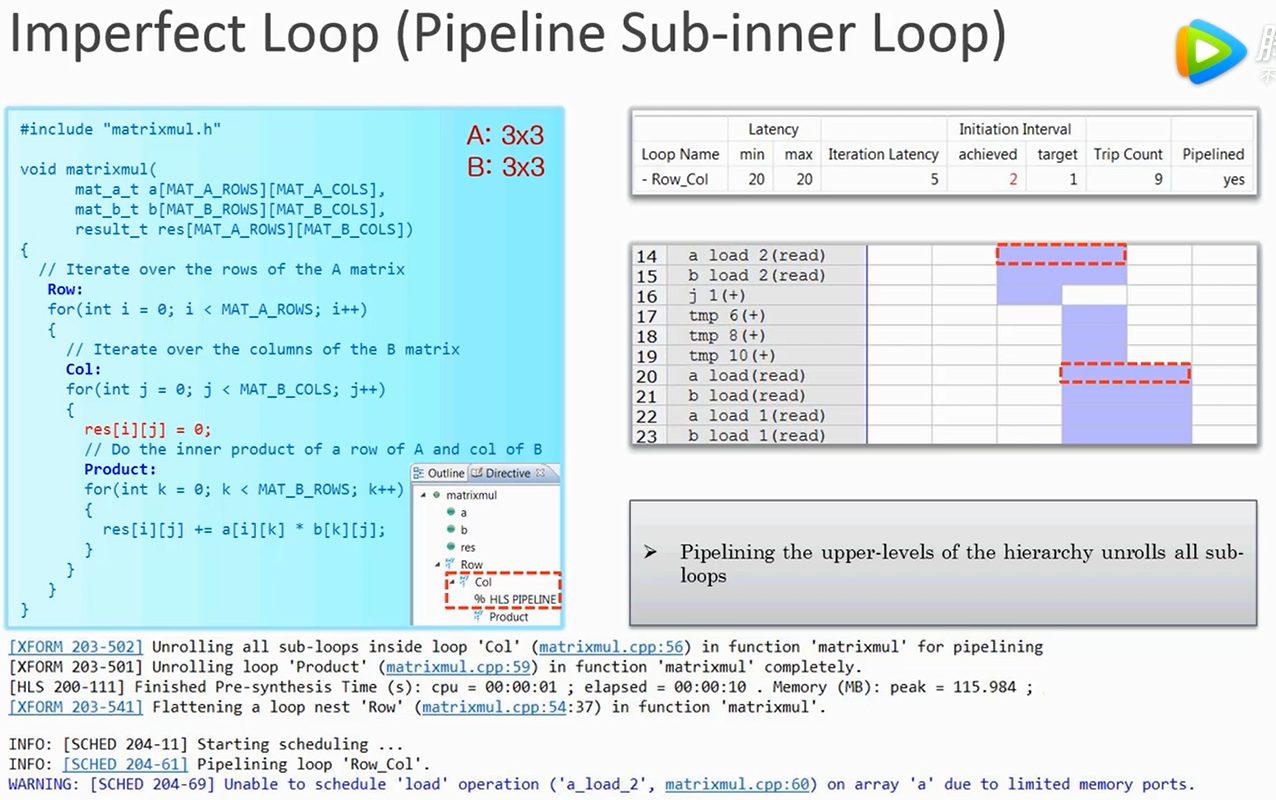 Imperfect Loop (Pipeline Sub-inner Loop)
#include "matrixmul.h"
A: 3x3
B: 3x3
void matrixmul(
mat_a_t a[MAT_A_ROWS][MAT_A_COLS],
mat_b_t b[MAT_B_ROWS][MAT_B_COLS],
result_t res[MAT_A_ROWS][MAT_B_COLS])
{
// Iterate over the rows of the A matrix
Row:
for(int i = 0; i < MAT_A_ROWS; i++)
{
// Iterate over the columns of the B matrix
Col:
for(int j = 0; j < MAT_B_COLS; j++)
{
res[i][j] = 0;
// Do the inner product of a row of A and col of B
Product:
for(int k = 0; k < MAT_B_ROWS; k++)
{
res[i][j] += a[i][k] * b[k][j];
}
}
}
}
Outline Directive
matrixmul
a
b
res
Row
Col
% HLS PIPELINE
Product
Latency Initiation Interval
Loop Name min max Iteration Latency achieved target Trip Count Pipelined
- Row_Col 20 20 5 2 1 9 yes
14 a load 2(read)
15 b load 2(read)
16 j 1(+)
17 tmp 6(+)
18 tmp 8(+)
19 tmp 10(+)
20 a load(read)
21 b load(read)
22 a load 1(read)
23 b load 1(read)
➢ Pipelining the upper-levels of the hierarchy unrolls all sub-
loops
[XFORM 203-502] Unrolling all sub-loops inside loop 'Col' (matrixmul.cpp:56) in function 'matrixmul' for pipelining
[XFORM 203-501] Unrolling loop 'Product' (matrixmul.cpp:59) in function 'matrixmul' completely.
[HLS 200-111] Finished Pre-synthesis Time (s): cpu = 00:00:01 ; elapsed = 00:00:10 . Memory (MB): peak = 115.984 ;
[XFORM 203-541] Flattening a loop nest 'Row' (matrixmul.cpp:54:37) in function 'matrixmul'.
INFO: [SCHED 204-11] Starting scheduling ...
INFO: [SCHED 204-61] Pipelining loop 'Row_Col'.
WARNING: [SCHED 204-69] Unable to schedule 'load' operation ('a_load_2', matrixmul.cpp:60) on array 'a' due to limited memory ports.